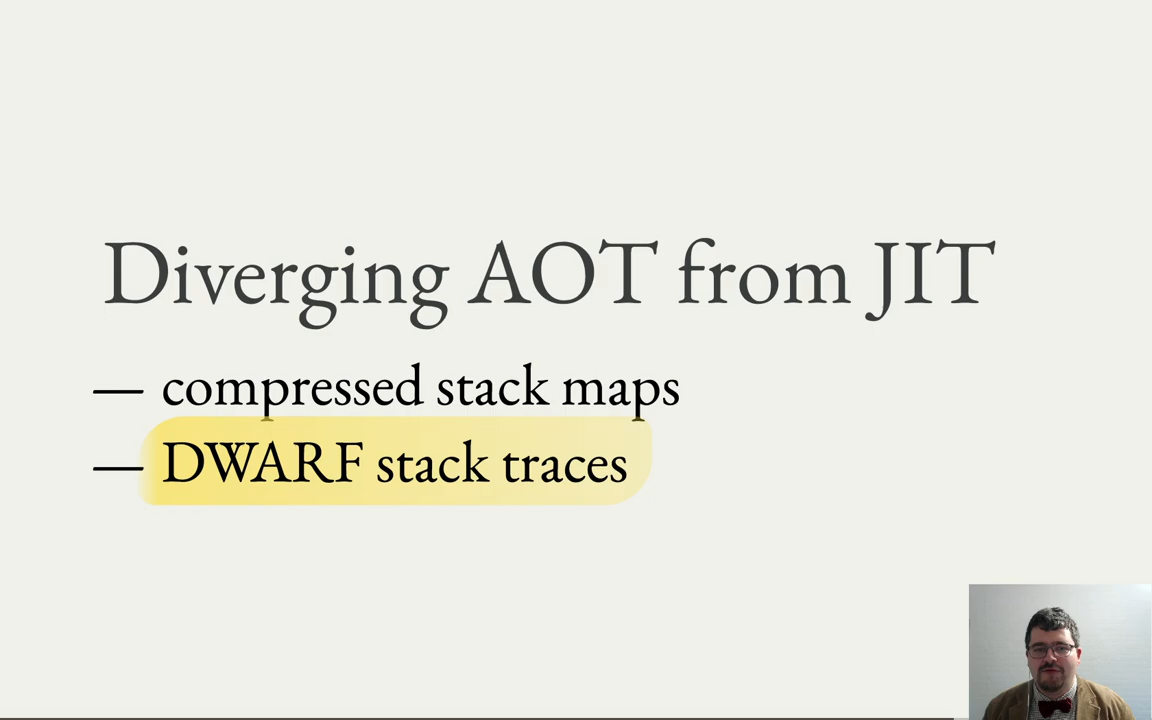 Diverging AOT from JIT
— compressed stack maps
— DWARF stack traces